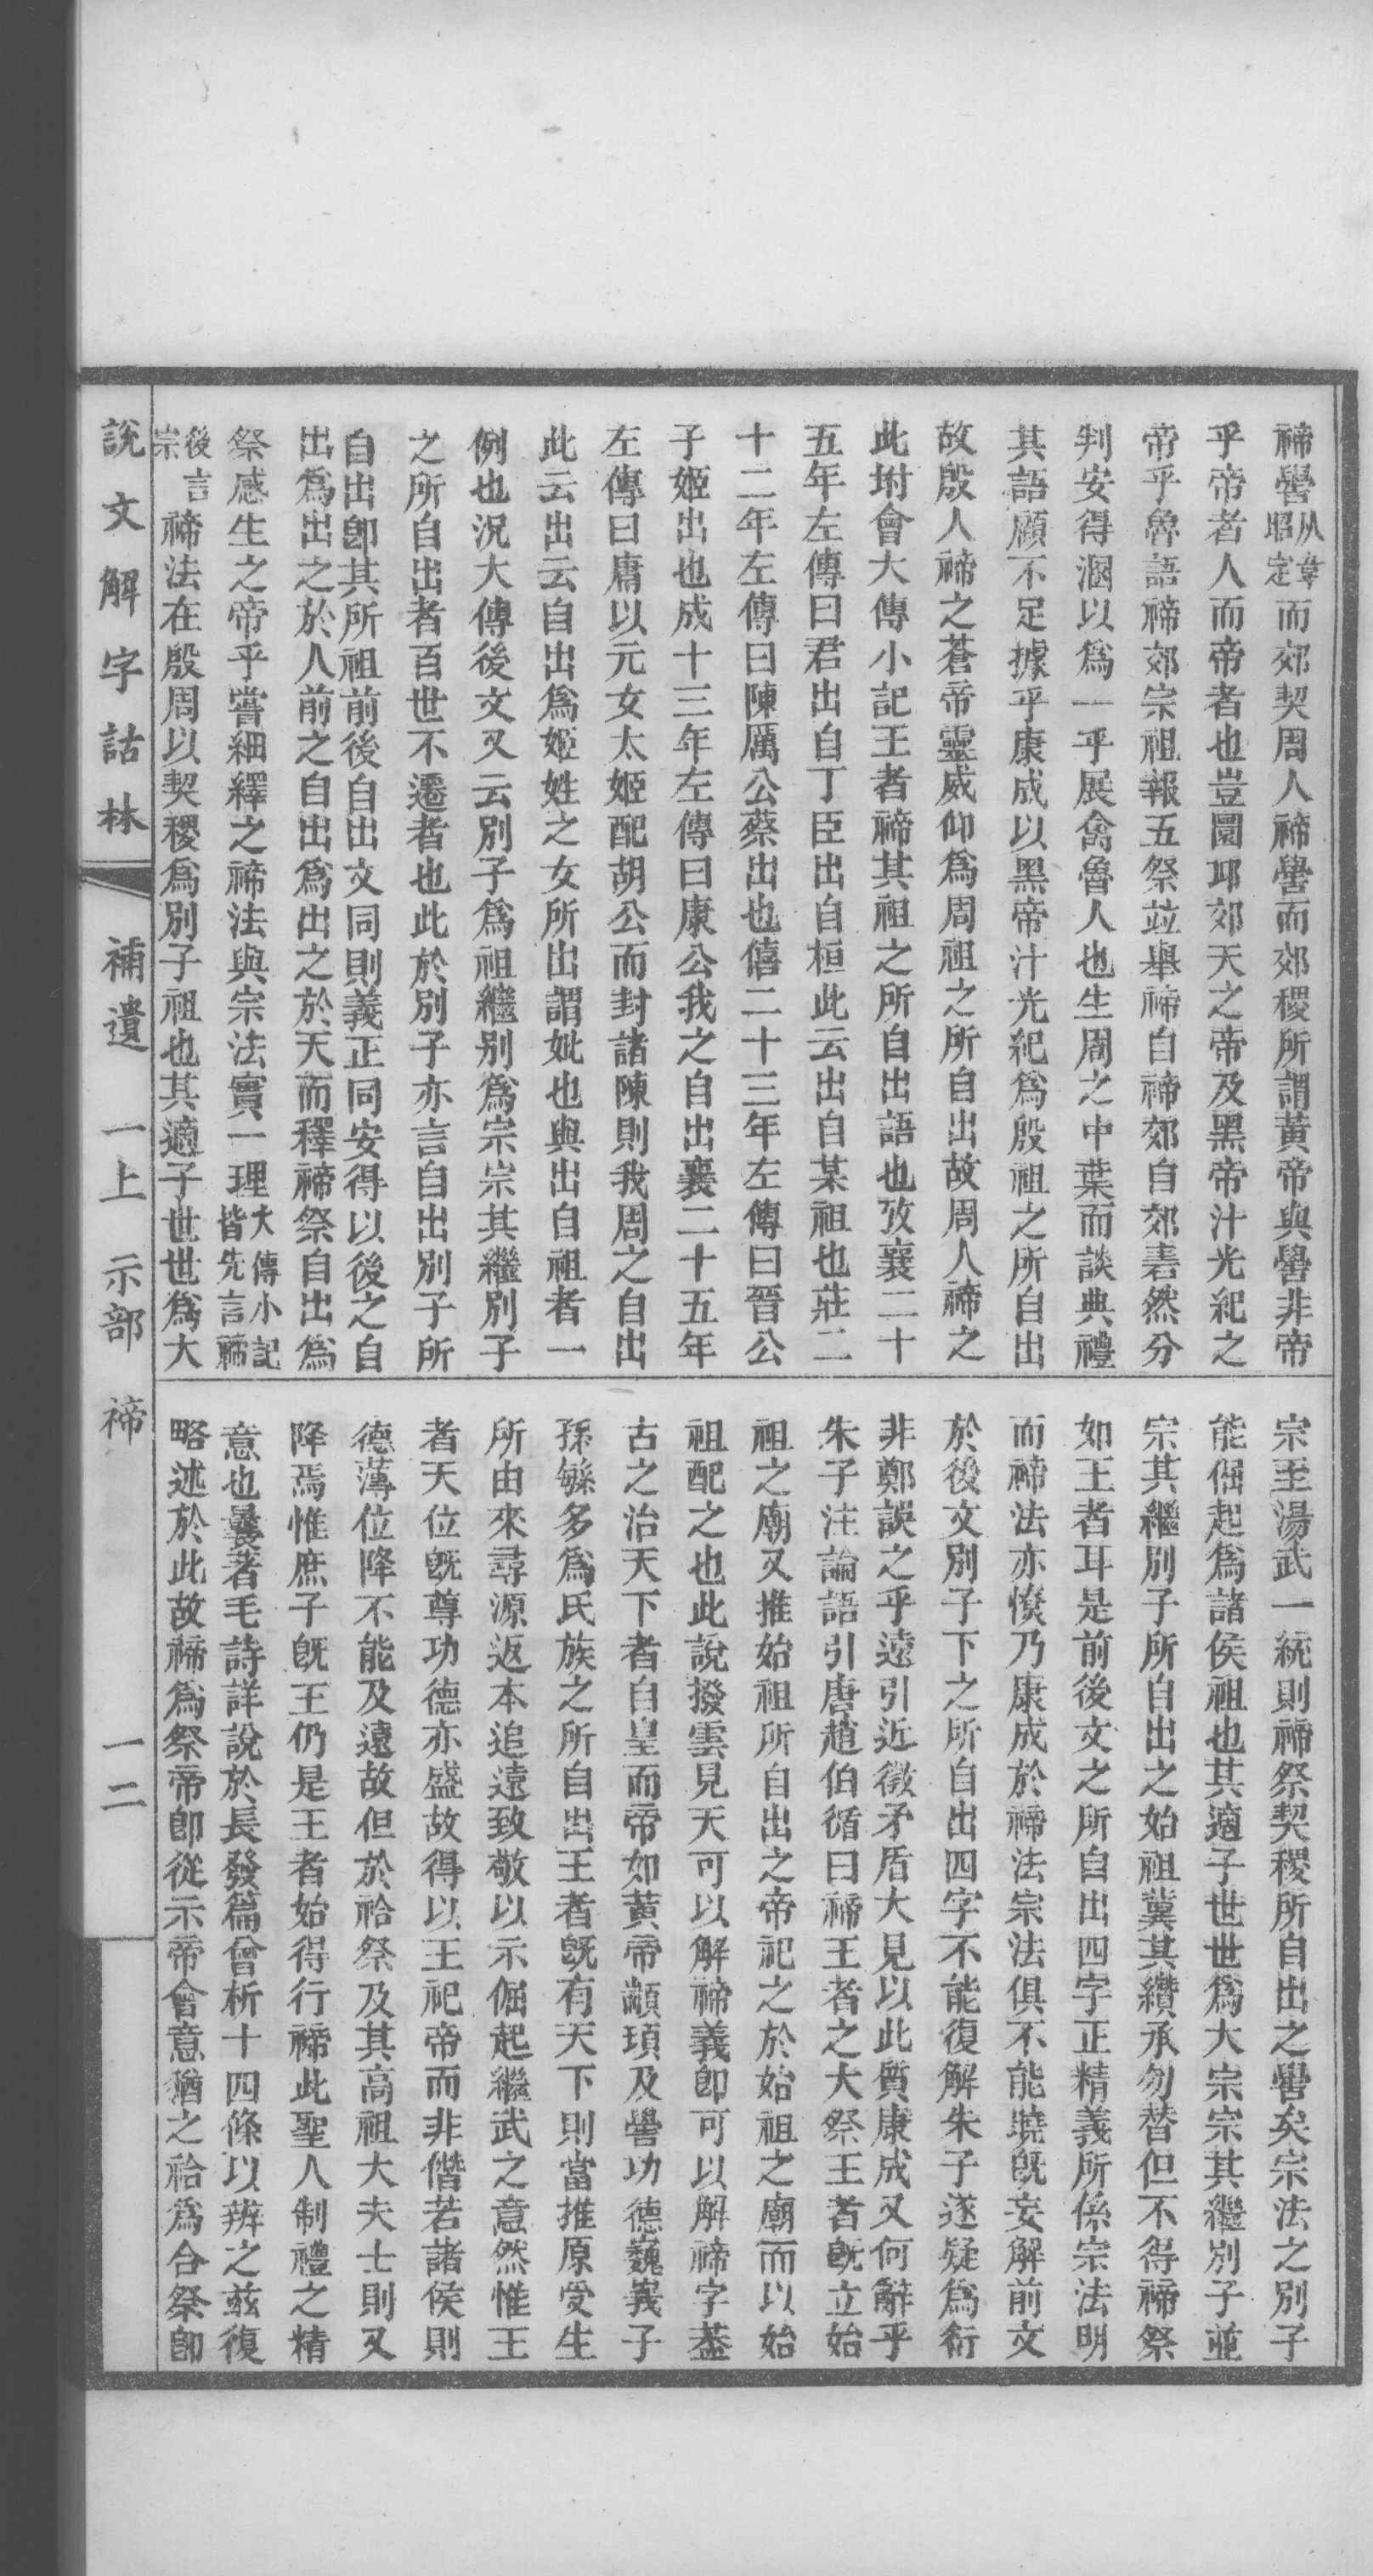 禘嚳从韋昭定而郊契周人禘嚳而郊稷所謂黃帝與嚳非帝
乎帝者人而帝者也豈圜丘郊天之帝及黑帝汁光紀之
帝乎魯語禘郊宗祖報五祭竝舉禘自禘郊自郊砉然分
判安得溷以爲一乎展禽魯人也生周之中葉而談典禮
其語顧不足據乎康成以黑帝汁光紀爲殷祖之所自出
故殷人禘之蒼帝靈威仰爲周祖之所自出故周人禘之
此坿會大傳小記王者禘其祖之所自出語也攷襄二十
五年左傳曰君出自丁臣出自桓此云出自某祖也莊二
十二年左傳曰陳厲公蔡出也僖二十三年左傳曰晉公
子姬出也成十三年左傳曰康公我之自出襄二十五年
左傳曰庸以元女太姬配胡公而封諸陳則我周之自出
此云出云自出爲姬姓之女所出謂妣也與出自祖者一
例也況大傳後文又云別子爲祖繼別爲宗宗其繼別子
之所自出者百世不遷者也此於別子亦言自出別子所
自出卽其所祖前後自出文同則義正同安得以後之自
出爲出之於人前之自出爲出之於天而釋禘祭自出爲
祭感生之帝乎嘗細繹之禘法與宗法實一理大傳小記皆先言禘
後言宗禘法在殷周以契稷爲別子祖也其適子世世爲大
宗至湯武一統則禘祭契稷所自出之嚳矣宗法之別子
能倔起爲諸侯祖也其適子世世爲大宗宗其繼別子並
宗其繼別子所自出之始祖冀其纘承勿替但不得禘祭
如王者耳是前後文之所自出四字正精義所係宗法明
而禘法亦憭乃康成於禘法宗法俱不能曉旣妄解前文
於後文別子下之所自出四字不能復解朱子遂疑爲衍
非鄭誤之乎遠引近徵矛盾大見以此質康成又何辭乎
朱子注論語引唐趙伯循曰禘王者之大祭王者旣立始
祖之廟又推始祖所自出之帝祀之於始祖之廟而以始
祖配之也此說撥雲見天可以解禘義卽可以解禘字葢
古之治天下者自皇而帝如黃帝顓頊及嚳功德巍峩子
孫緐多爲民族之所自出王者旣有天下則當推原受生
所由來尋源返本追遠致敬以示倔起繼武之意然惟王
者天位旣尊功德亦盛故得以王祀帝而非僭若諸侯則
德薄位降不能及遠故但於祫祭及其高祖大夫士則又
降焉惟庶子旣王仍是王者始得行禘此聖人制禮之精
意也曩著毛詩詳說於長發篇曾析十四條以辨之茲復
略述於此故禘爲祭帝卽從示帝會意猶之祫爲合祭卽
說文解字詁林 補遺 一上 示部 禘 一二